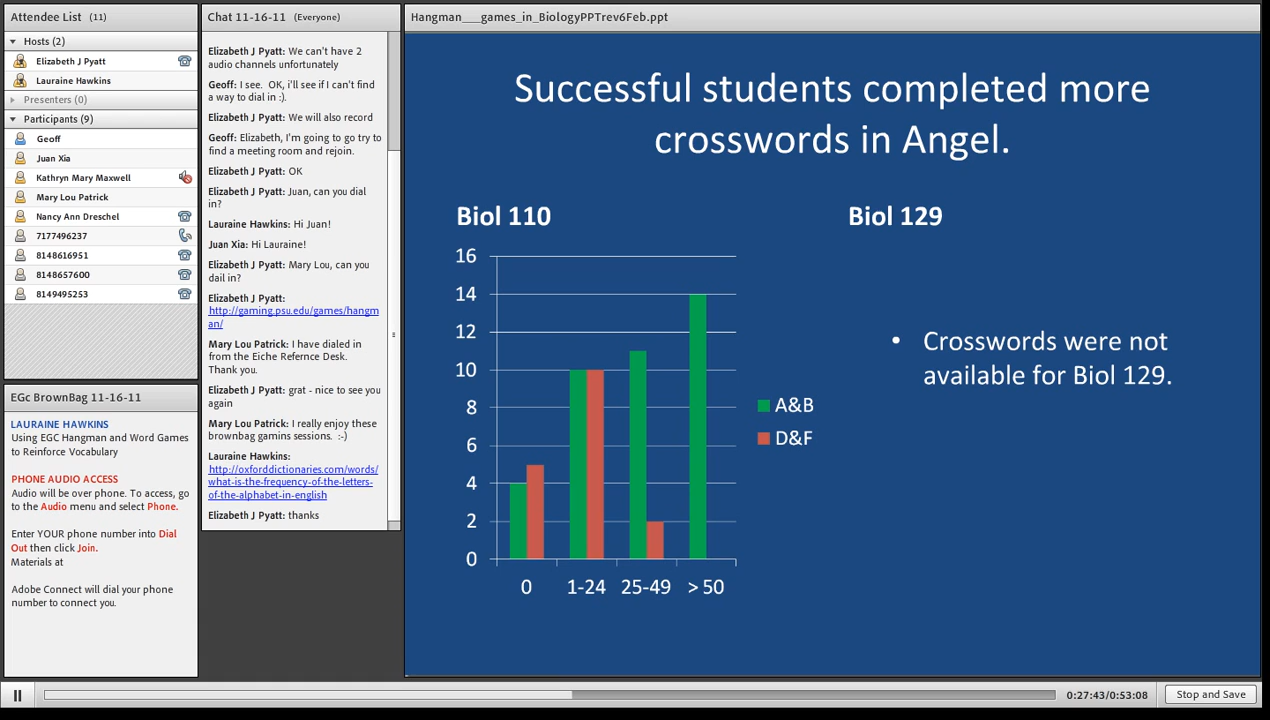 Attendee List (11)
Hosts (2)
Elizabeth J Pyatt
Lauraine Hawkins
Presenters (0)
Participants (9)
Geoff
Juan Xia
Kathryn Mary Maxwell
Mary Lou Patrick
Nancy Ann Dreschel
7177496237
8148616951
8148657600
8149495253
EGc BrownBag 11-16-11
LAURAINE HAWKINS
Using EGC Hangman and Word Games
to Reinforce Vocabulary
PHONE AUDIO ACCESS
Audio will be over phone. To access, go
to the Audio menu and select Phone.
Enter YOUR phone number into Dial
Out then click Join.
Materials at
Adobe Connect will dial your phone
number to connect you.
Chat 11-16-11 (Everyone)
Elizabeth J Pyatt: We can't have 2
audio channels unfortunately
Geoff: I see. OK, i'll see if I can't find
a way to dial in :).
Elizabeth J Pyatt: We will also record
Geoff: Elizabeth, I'm going to go try to
find a meeting room and rejoin.
Elizabeth J Pyatt: OK
Elizabeth J Pyatt: Juan, can you dial
in?
Lauraine Hawkins: Hi Juan!
Juan Xia: Hi Lauraine!
Elizabeth J Pyatt: Mary Lou, can you
dail in?
Elizabeth J Pyatt:
http://gaming.psu.edu/games/hangm
an/
Mary Lou Patrick: I have dialed in
from the Eiche Refernce Desk.
Thank you.
Elizabeth J Pyatt: grat - nice to see you
again
Mary Lou Patrick: I really enjoy these
brownbag gamins sessions. :-)
Lauraine Hawkins:
http://oxforddictionaries.com/words/
what-is-the-frequency-of-the-letters-
of-the-alphabet-in-english
Elizabeth J Pyatt: thanks
Hangman___games_in_BiologyPPTrev6Feb.ppt
Successful students completed more
crosswords in Angel.
Biol 110
16
14
12
10
8
6
4
2
0
0 1-24 25-49 > 50
A&B
D&F
Biol 129
• Crosswords were not
available for Biol 129.
0:27:43/0:53:08
Stop and Save